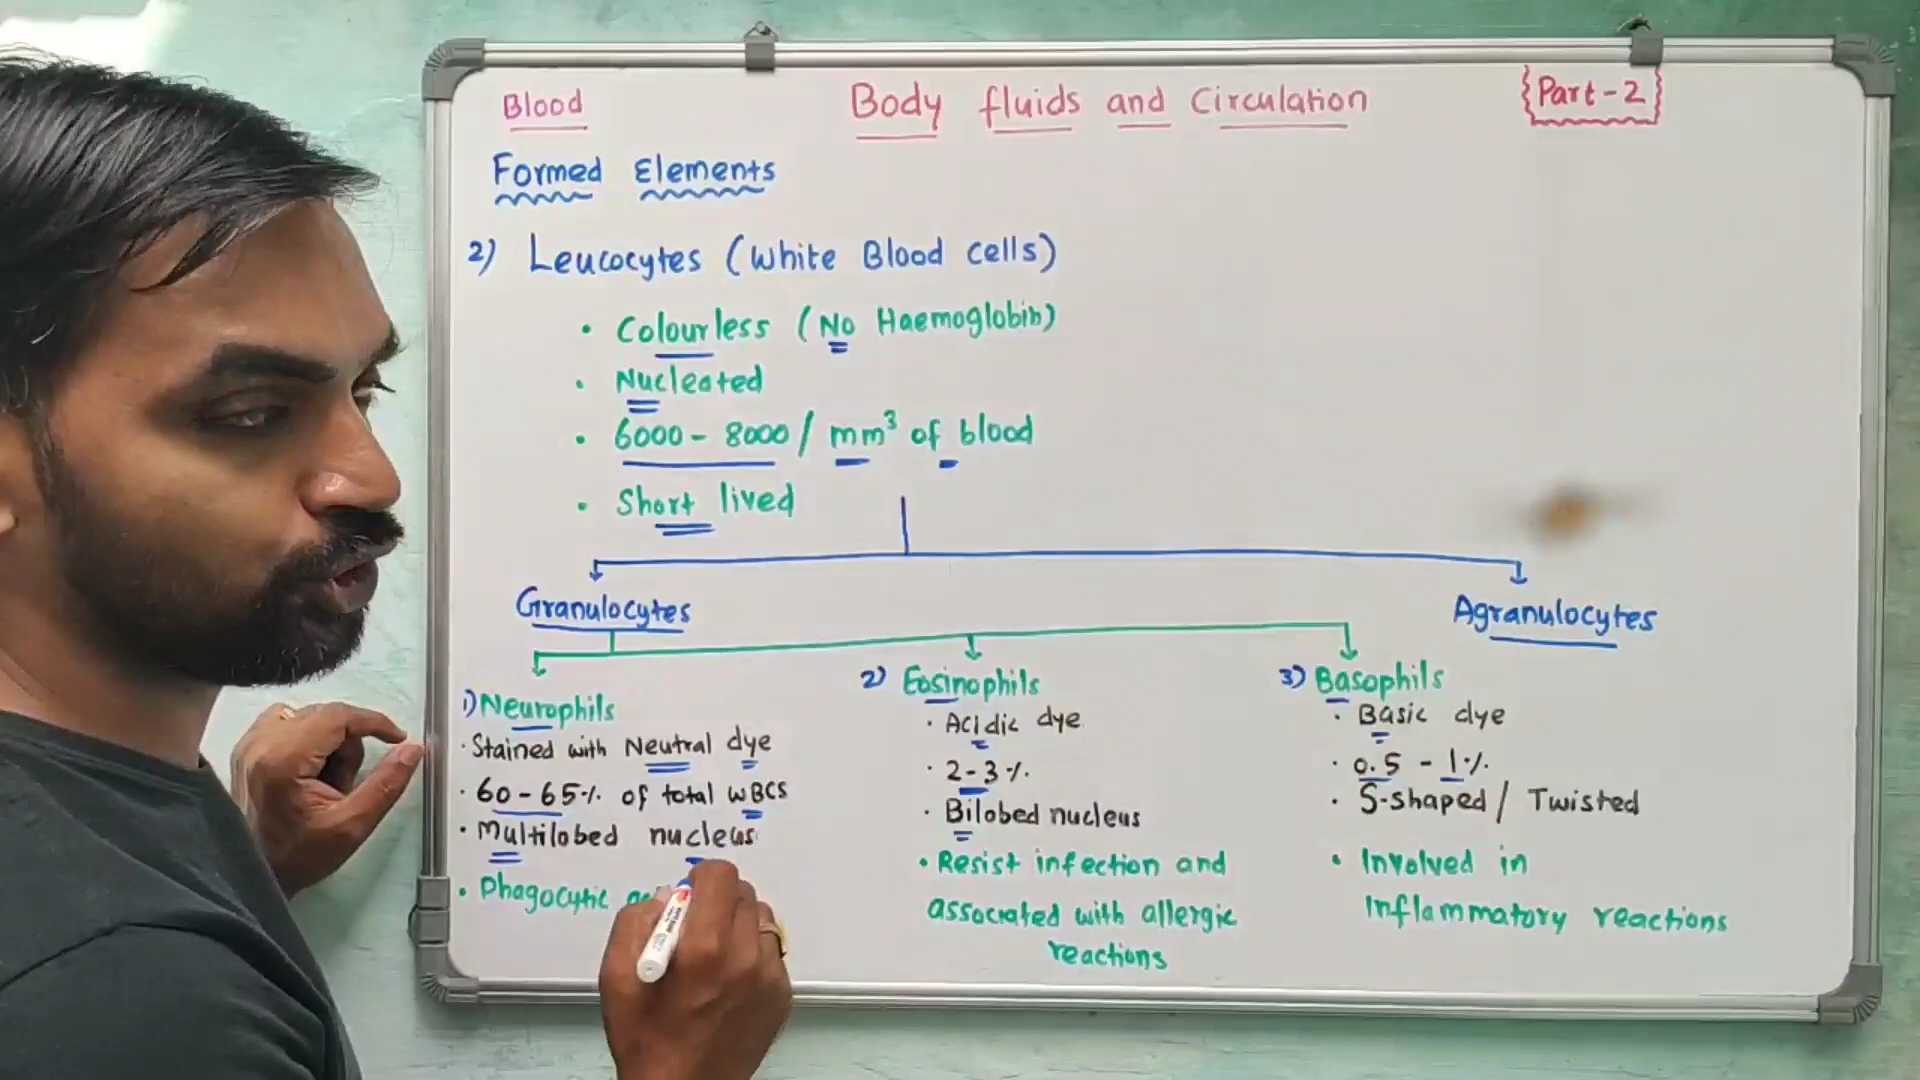 Blood
Body fluids and Circulation
Part-2
Formed Elements
2) Leucocytes (White Blood cells)
• Colourless (No Haemoglobin)
• Nucleated
• 6000 - 8000 / mm³ of blood
• Short lived
Granulocytes
Agranulocytes
1) Neurophils
• Stained with Neutral dye
• 60 - 65% of total WBCS
• Multilobed nucleus
• Phagocytic
2) Eosinophils
• Acidic dye
• 2-3%
• Bilobed nucleus
• Resist infection and
associated with allergic
reactions
3) Basophils
• Basic dye
• 0.5 - 1%
• S-shaped / Twisted
• Involved in
Inflammatory reactions